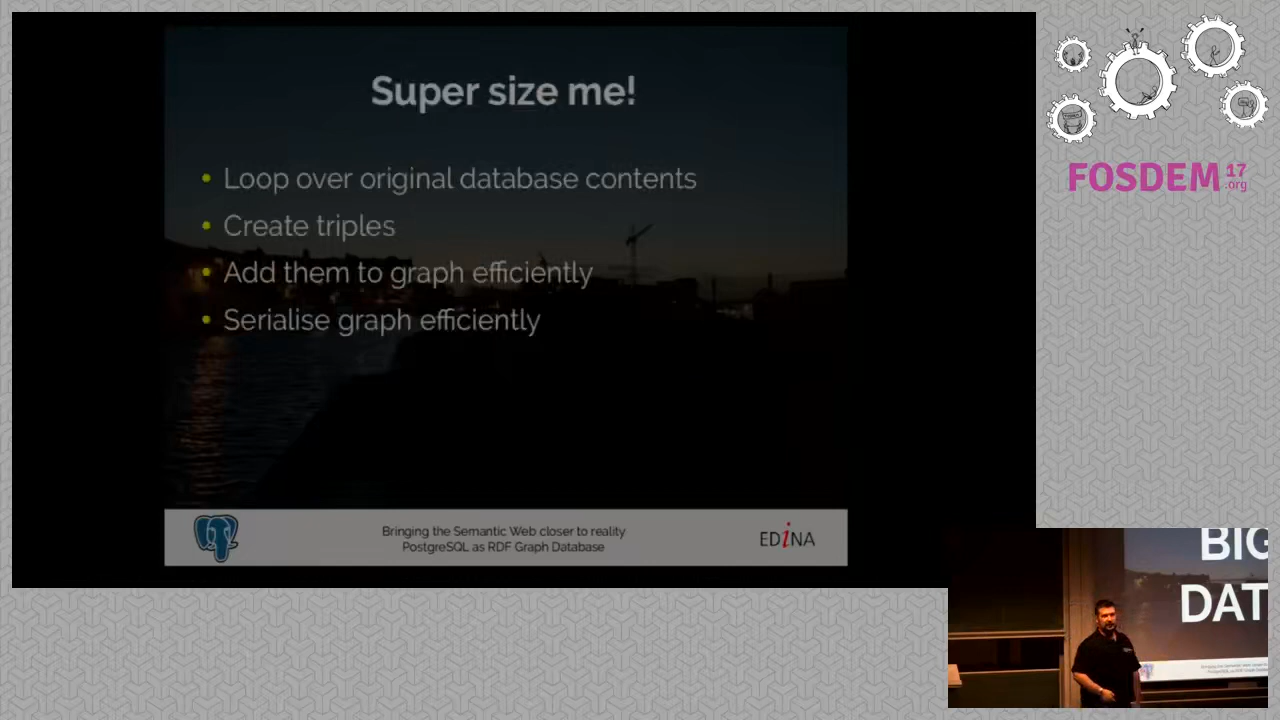 Super size me!
Loop over original database contents
Create triples
Add them to graph efficiently
Serialise graph efficiently
Bringing the Semantic Web closer to reality
PostgreSQL as RDF Graph Database
EDiNA
FOSDEM 17 .org
BIG
DAT